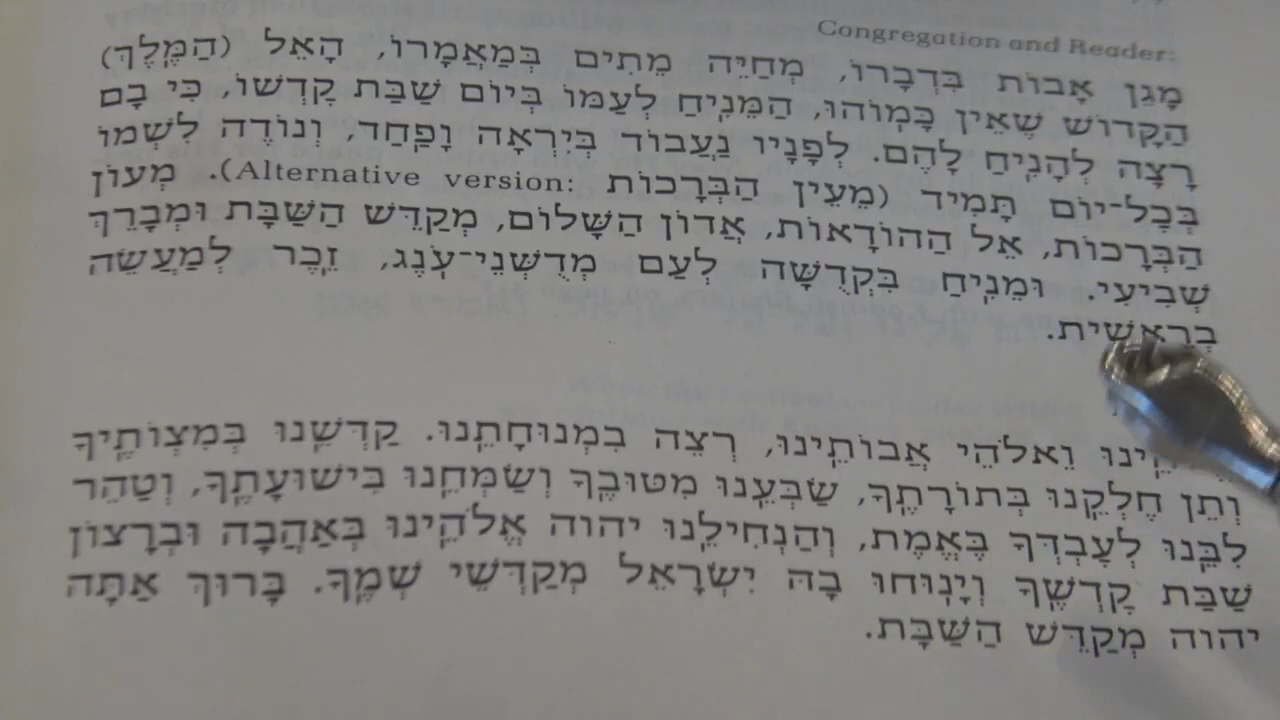 Congregation and Reader:
מָגֵן אָבוֹת בִּדְבָרוֹ, מְחַיֵּה מֵתִים בְּמַאֲמָרוֹ, הָאֵל (הַמֶּלֶךְ)
הַקָּדוֹשׁ שֶׁאֵין כָּמְוֹהוּ, הַמֵּנִיחַ לְעַמּוֹ בְּיוֹם שַׁבַּת קָדְשׁוֹ, כִּי בָם
רָצָה לְהָנִיחַ לָהֶם. לְפָנָיו נַעֲבוֹד בְּיִרְאָה וָפַחַד, וְנוֹדֶה לִשְׁמוֹ
בְּכָל־יוֹם תָּמִיד (מֵעֵין הַבְּרָכוֹת :Alternative version). מְעוֹן
הַבְּרָכוֹת, אֵל הַהוֹדָאוֹת, אֲדוֹן הַשָּׁלוֹם, מְקַדֵּשׁ הַשַּׁבָּת וּמְבָרֵךְ
שְׁבִיעִי. וּמֵנִיחַ בִּקְדֻשָּׁה לְעַם מְדֻשְּׁנֵי־עֹנֶג, זֵכֶר לְמַעֲשֵׂה
בְרֵאשִׁית.
וֵאלֹהֵי אֲבוֹתֵינוּ, רְצֵה בִמְנוּחָתֵנוּ. קַדְּשֵׁנוּ בְּמִצְוֹתֶיךָ
וְתֵן חֶלְקֵנוּ בְּתוֹרָתֶךָ, שַׂבְּעֵנוּ מִטּוּבֶךָ וְשַׂמְּחֵנוּ בִּישׁוּעָתֶךָ, וְטַהֵר
לִבֵּנוּ לְעָבְדְּךָ בֶּאֱמֶת, וְהַנְחִילֵנוּ יהוה אֱלֹהֵינוּ בְּאַהֲבָה וּבְרָצוֹן
שַׁבַּת קָדְשֶׁךָ וְיָנוּחוּ בָהּ יִשְׂרָאֵל מְקַדְּשֵׁי שְׁמֶךָ. בָּרוּךְ אַתָּה
יהוה מְקַדֵּשׁ הַשַּׁבָּת.